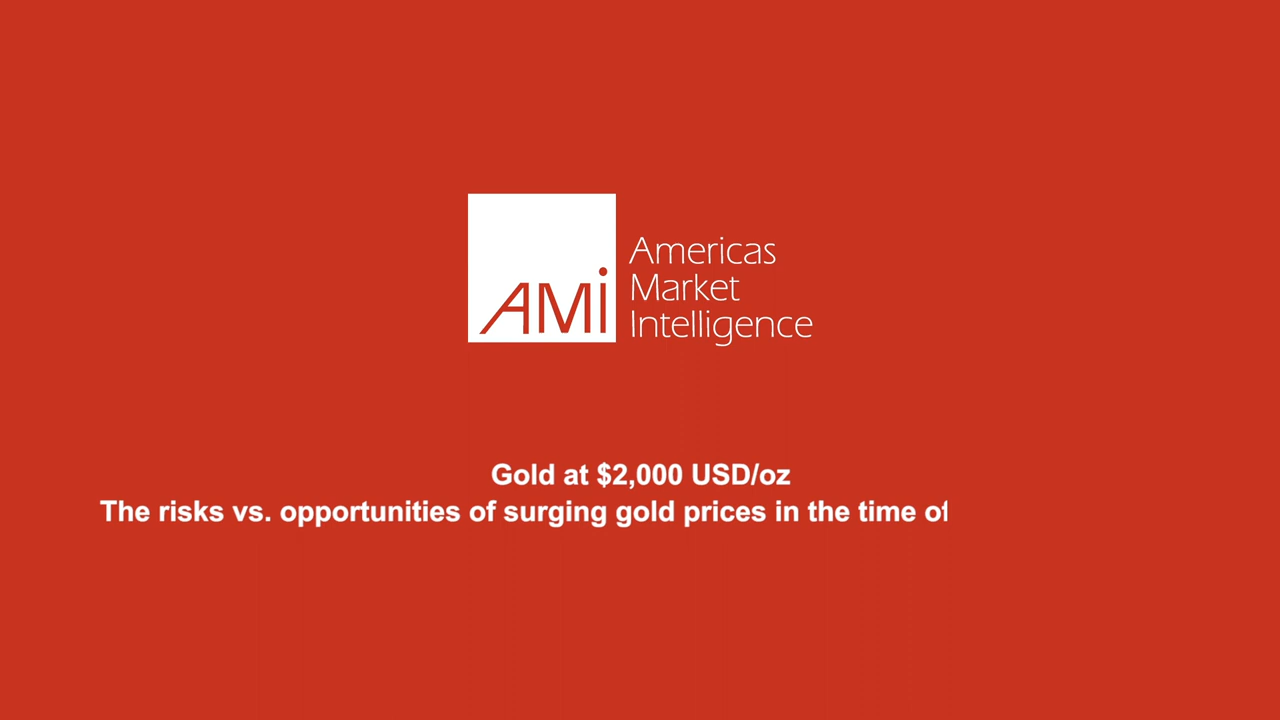 AMi
Americas
Market
Intelligence
Gold at $2,000 USD/oz
The risks vs. opportunities of surging gold prices in the time of